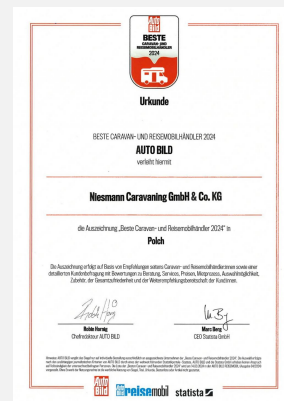 Auto
Bild
BESTE
CARAVAN- UND
REISEMOBILHÄNDLER
2024
Urkunde
BESTE CARAVAN- UND REISEMOBILHÄNDLER 2024
AUTO BILD
verleiht hiermit
Niesmann Caravaning GmbH & Co. KG
die Auszeichnung „Beste Caravan- und Reisemobilhändler 2024“ in
Polch
Die Auszeichnung erfolgt auf Basis von Empfehlungen seitens Caravan- und Reisemobilhändlerinnen sowie einer
detaillierten Kundenbefragung mit Bewertungen zu Beratung, Services, Preisen, Mietprozess, Auswahlmöglichkeit,
Zubehör, der Gesamtzufriedenheit und der Weiterempfehlungsbereitschaft der Kund:innen.
Robin Hornig
Chefredakteur AUTO BILD
Marc Berg
CEO Statista GmbH
Auto
Bild
reisemobil
statista